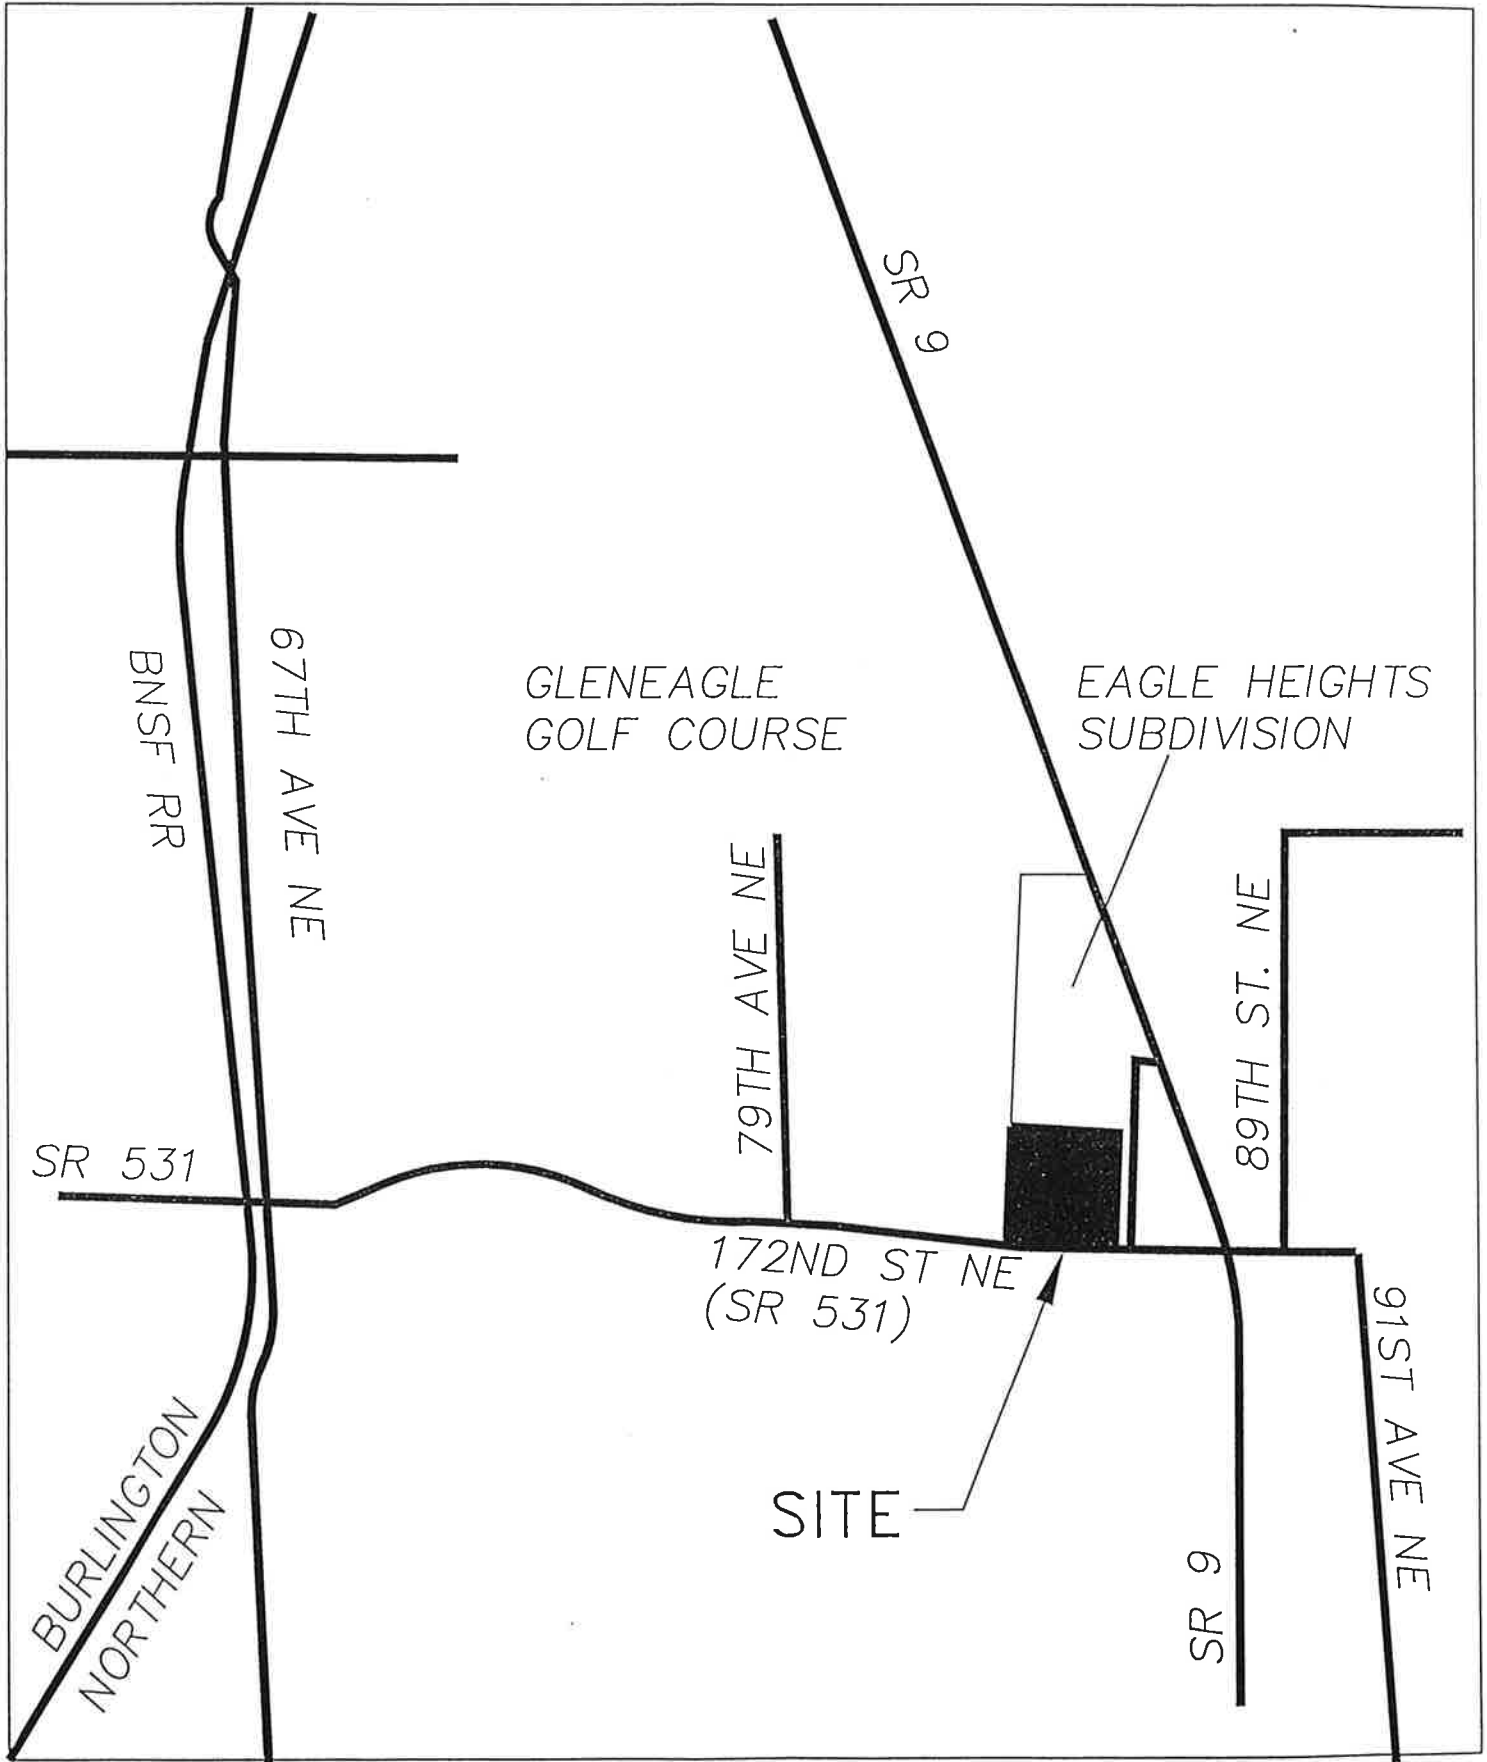 SR 9
BNSF RR
67TH AVE NE
GLENEAGLE
GOLF COURSE
EAGLE HEIGHTS
SUBDIVISION
79TH AVE NE
89TH ST. NE
SR 531
172ND ST NE
(SR 531)
91ST AVE NE
BURLINGTON
NORTHERN
SITE
SR 9